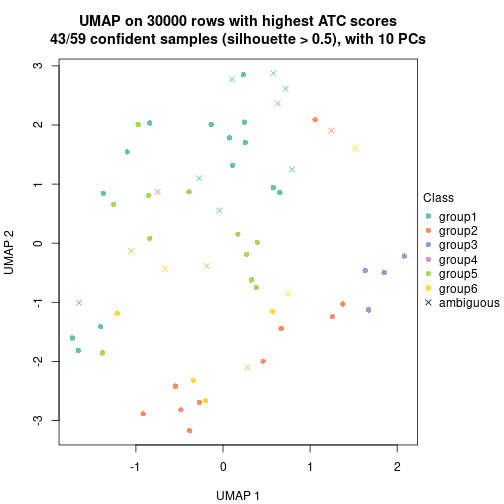 UMAP on 30000 rows with highest ATC scores
43/59 confident samples (silhouette > 0.5), with 10 PCs
3
2
1
0
-1
-2
-3
UMAP 2
-1
0
1
2
UMAP 1
Class
group1
group2
group3
group4
group5
group6
ambiguous